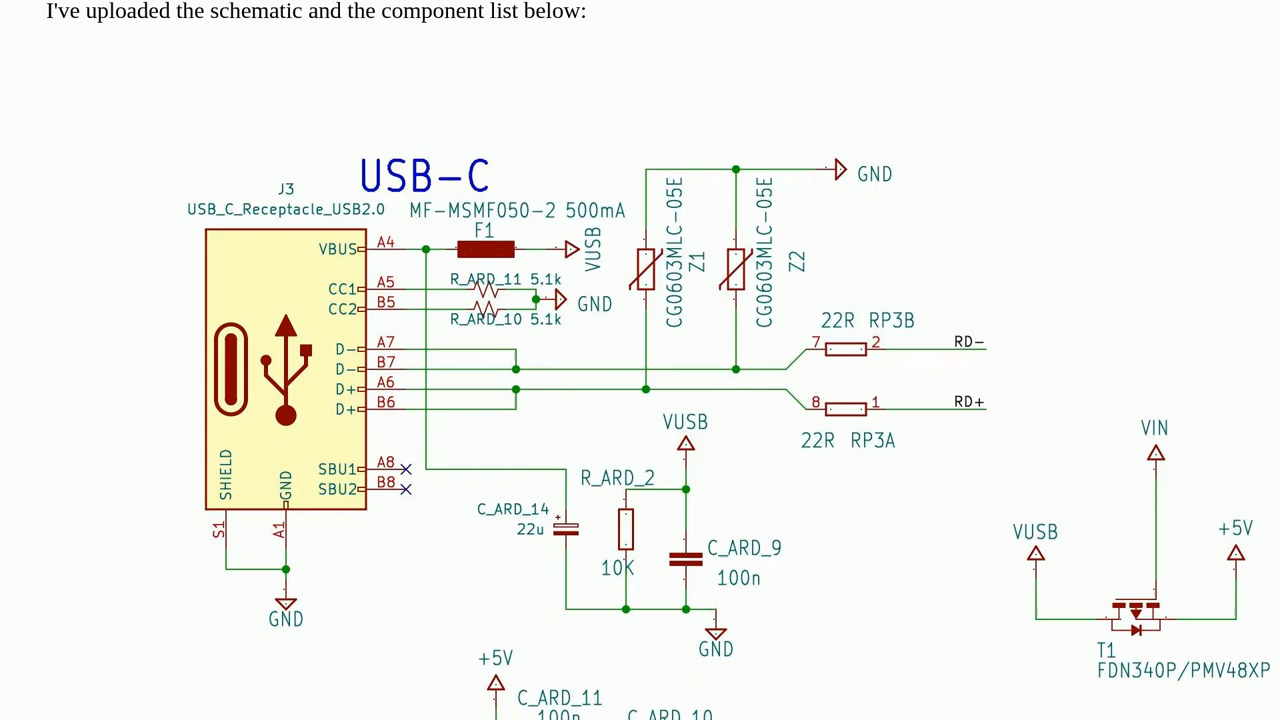 I've uploaded the schematic and the component list below:
USB-C
J3
USB_C_Receptacle_USB2.0
MF-MSMF050-2 500mA
F1
VUSB
VBUS
A4
CC1
A5
R_ARD_11 5.1k
CC2
B5
R_ARD_10 5.1k
GND
D-
A7
D-
B7
D+
A6
D+
B6
SBU1
A8
SBU2
B8
SHIELD
GND
S1
A1
GND
GND
CG0603MLC-05E
Z1
CG0603MLC-05E
Z2
22R RP3B
7
2
RD-
8
1
RD+
22R RP3A
VUSB
R_ARD_2
10K
C_ARD_14
+
22u
C_ARD_9
100n
GND
VIN
VUSB
+5V
T1
FDN340P/PMV48XP
+5V
C_ARD_11
100n
C_ARD_10